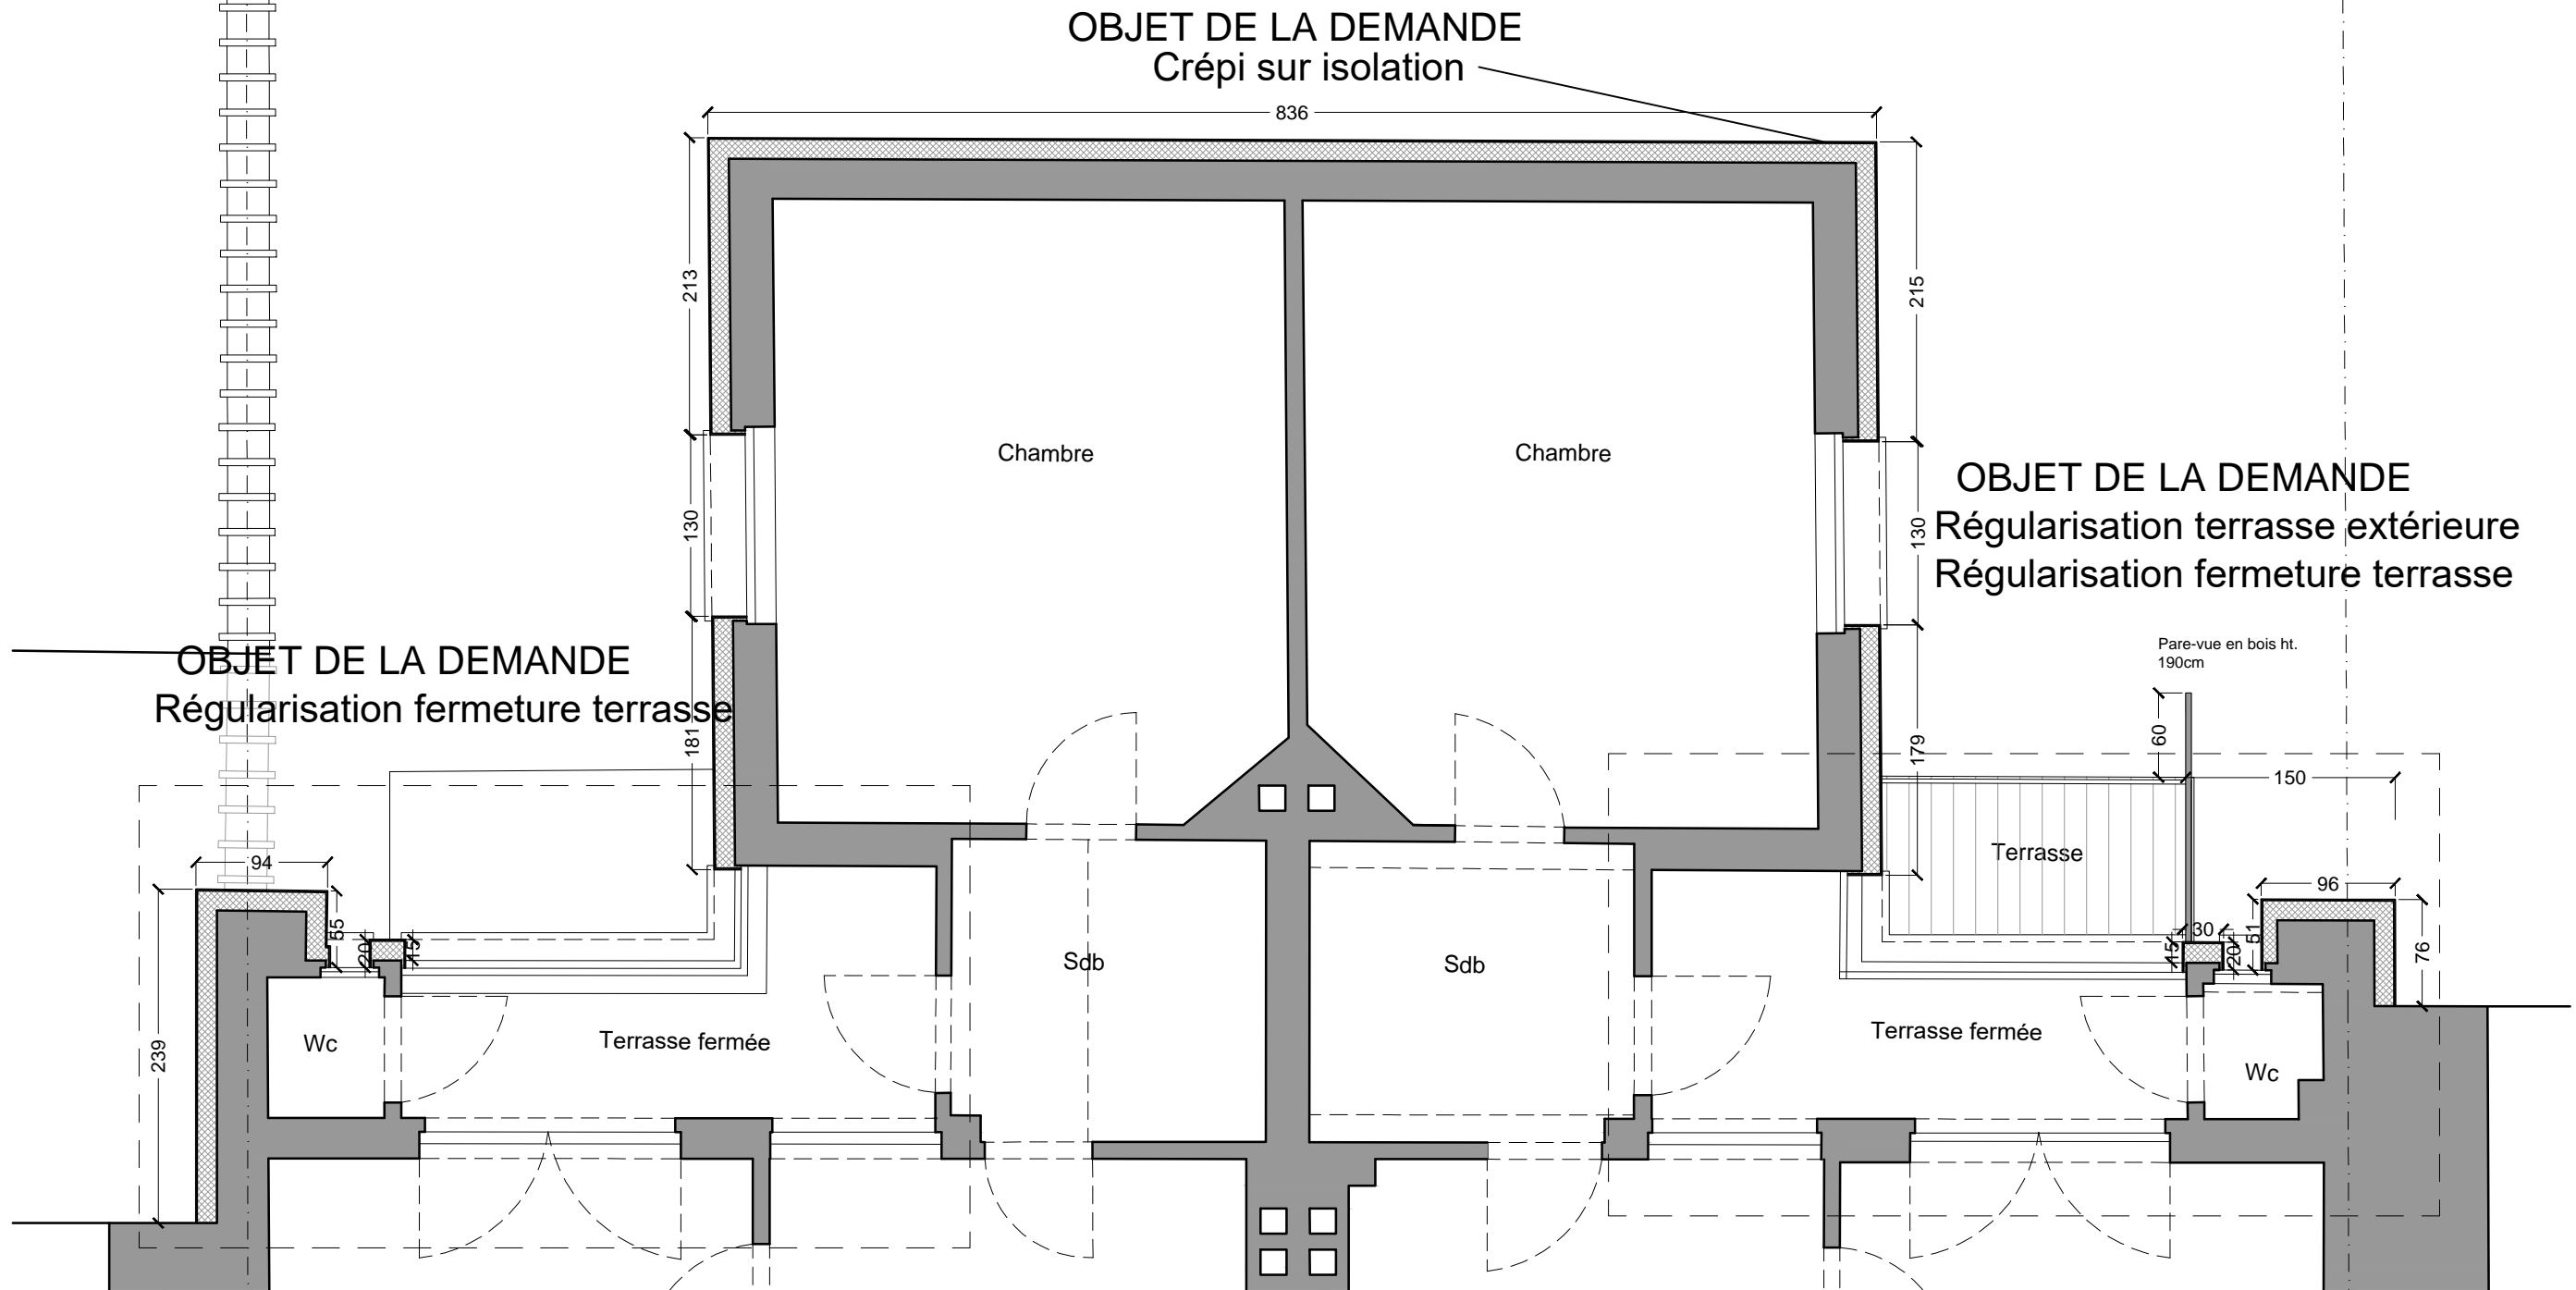 OBJET DE LA DEMANDE
Crépi sur isolation
836
213
215
130
130
181
179
Chambre
Chambre
OBJET DE LA DEMANDE
Régularisation terrasse extérieure
Régularisation fermeture terrasse
OBJET DE LA DEMANDE
Régularisation fermeture terrasse
Pare-vue en bois ht.
190cm
60
150
Terrasse
94
55
20
15
239
96
30
51
15
20
76
Sdb
Sdb
Wc
Terrasse fermée
Terrasse fermée
Wc